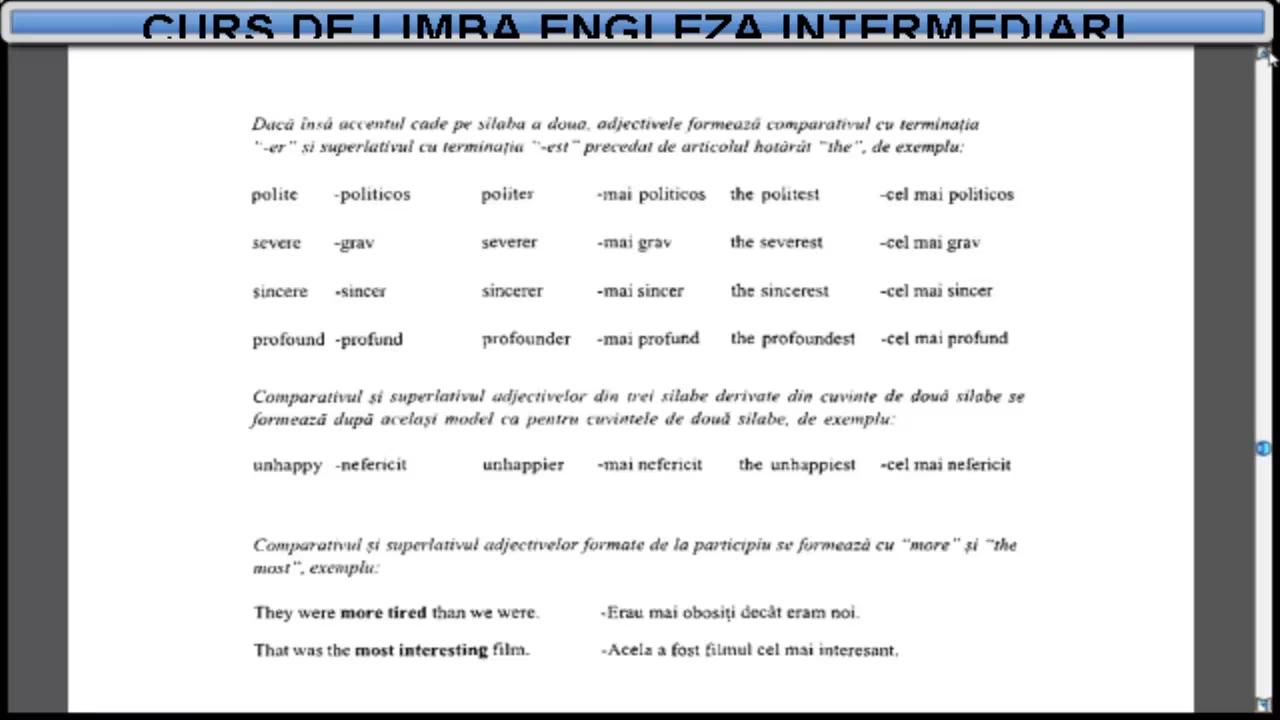 CURS DE LIMBA ENGLEZA INTERMEDIARI
Dacă însă accentul cade pe silaba a doua, adjectivele formează comparativul cu terminația
“-er” și superlativul cu terminația “-est” precedat de articolul hotărât “the”, de exemplu:
polite -politicos politer -mai politicos the politest -cel mai politicos
severe -grav severer -mai grav the severest -cel mai grav
sincere -sincer sincerer -mai sincer the sincerest -cel mai sincer
profound -profund profounder -mai profund the profoundest -cel mai profund
Comparativul și superlativul adjectivelor din trei silabe derivate din cuvinte de două silabe se
formează după același model ca pentru cuvintele de două silabe, de exemplu:
unhappy -nefericit unhappier -mai nefericit the unhappiest -cel mai nefericit
Comparativul și superlativul adjectivelor formate de la participiu se formează cu “more” și “the
most”, exemplu:
They were more tired than we were. -Erau mai obosiți decât eram noi.
That was the most interesting film. -Acela a fost filmul cel mai interesant.